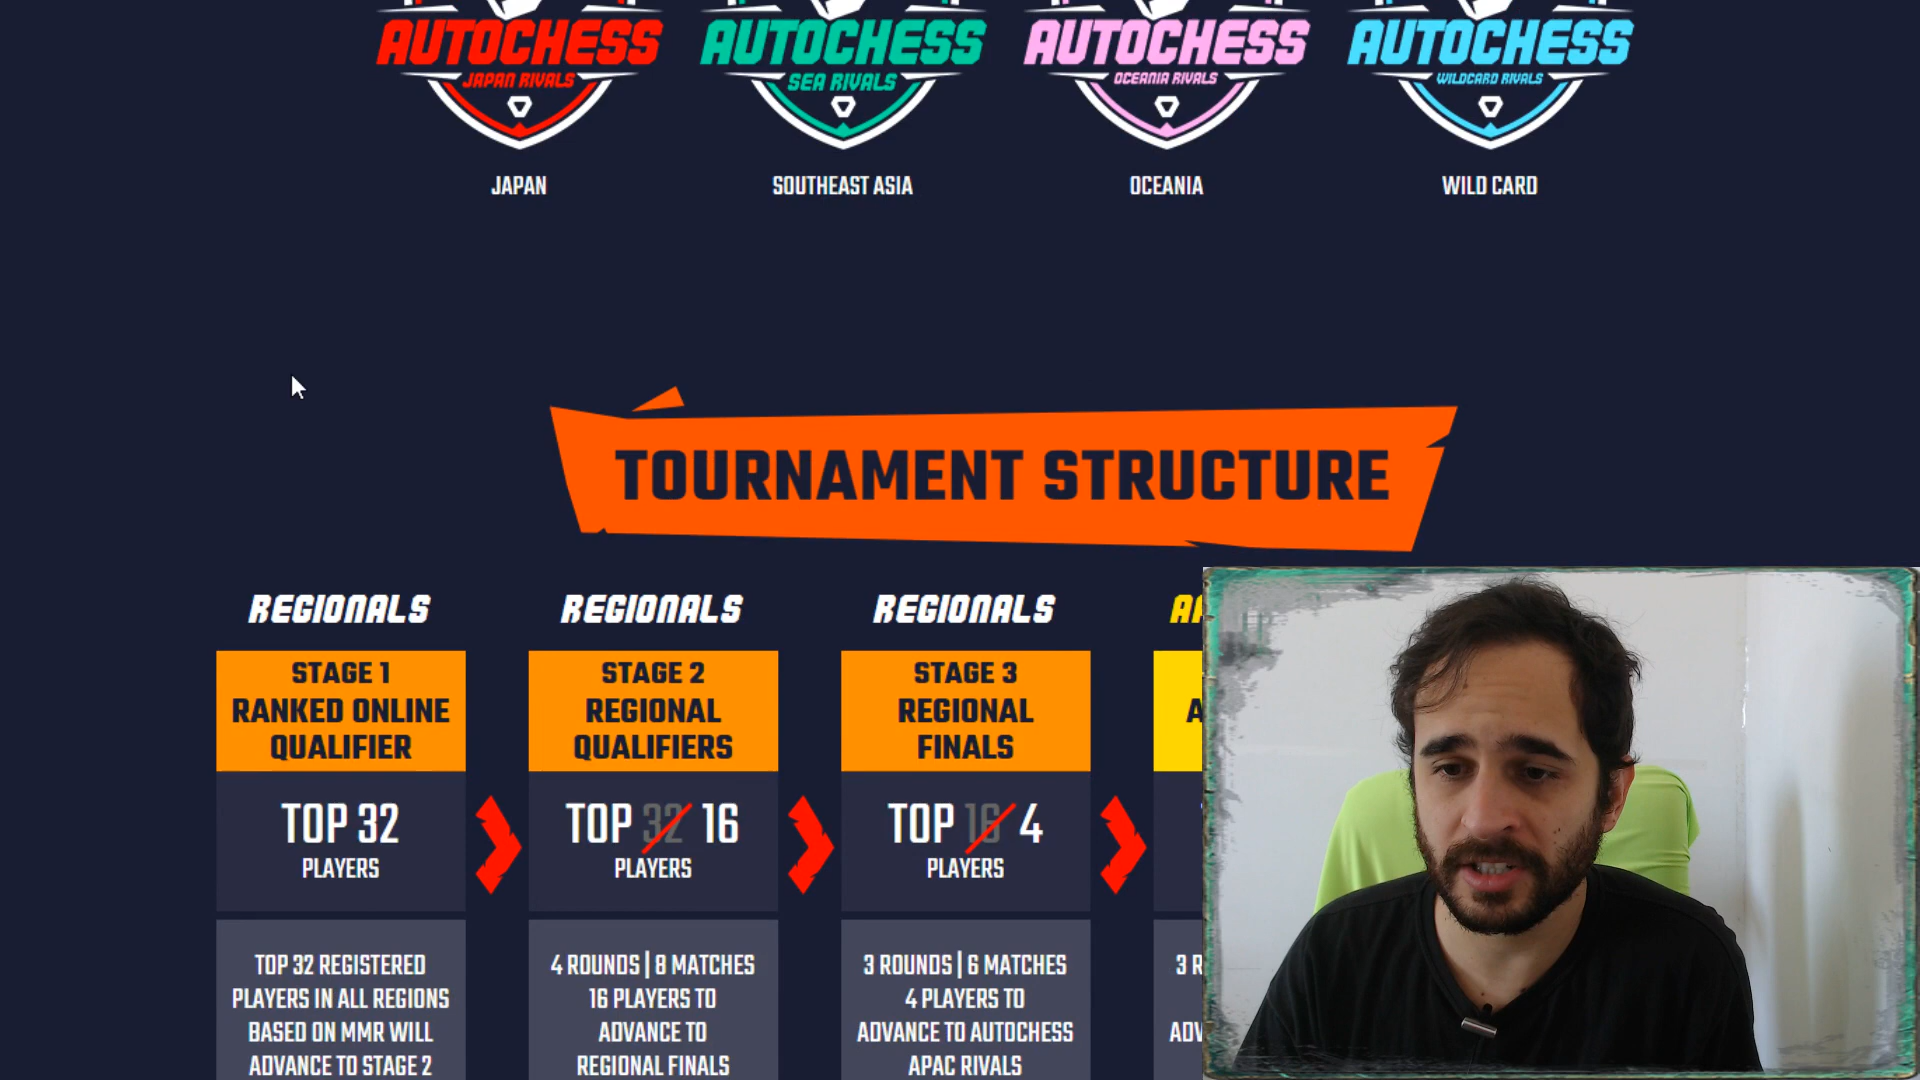 AUTOCHESS
JAPAN RIVALS
JAPAN
AUTOCHESS
SEA RIVALS
SOUTHEAST ASIA
AUTOCHESS
OCEANIA RIVALS
OCEANIA
AUTOCHESS
WILDCARD RIVALS
WILD CARD
TOURNAMENT STRUCTURE
REGIONALS
STAGE 1
RANKED ONLINE
QUALIFIER
TOP 32
PLAYERS
TOP 32 REGISTERED
PLAYERS IN ALL REGIONS
BASED ON MMR WILL
ADVANCE TO STAGE 2
REGIONALS
STAGE 2
REGIONAL
QUALIFIERS
TOP 32 16
PLAYERS
4 ROUNDS | 8 MATCHES
16 PLAYERS TO
ADVANCE TO
REGIONAL FINALS
REGIONALS
STAGE 3
REGIONAL
FINALS
TOP 16 4
PLAYERS
3 ROUNDS | 6 MATCHES
4 PLAYERS TO
ADVANCE TO AUTOCHESS
APAC RIVALS